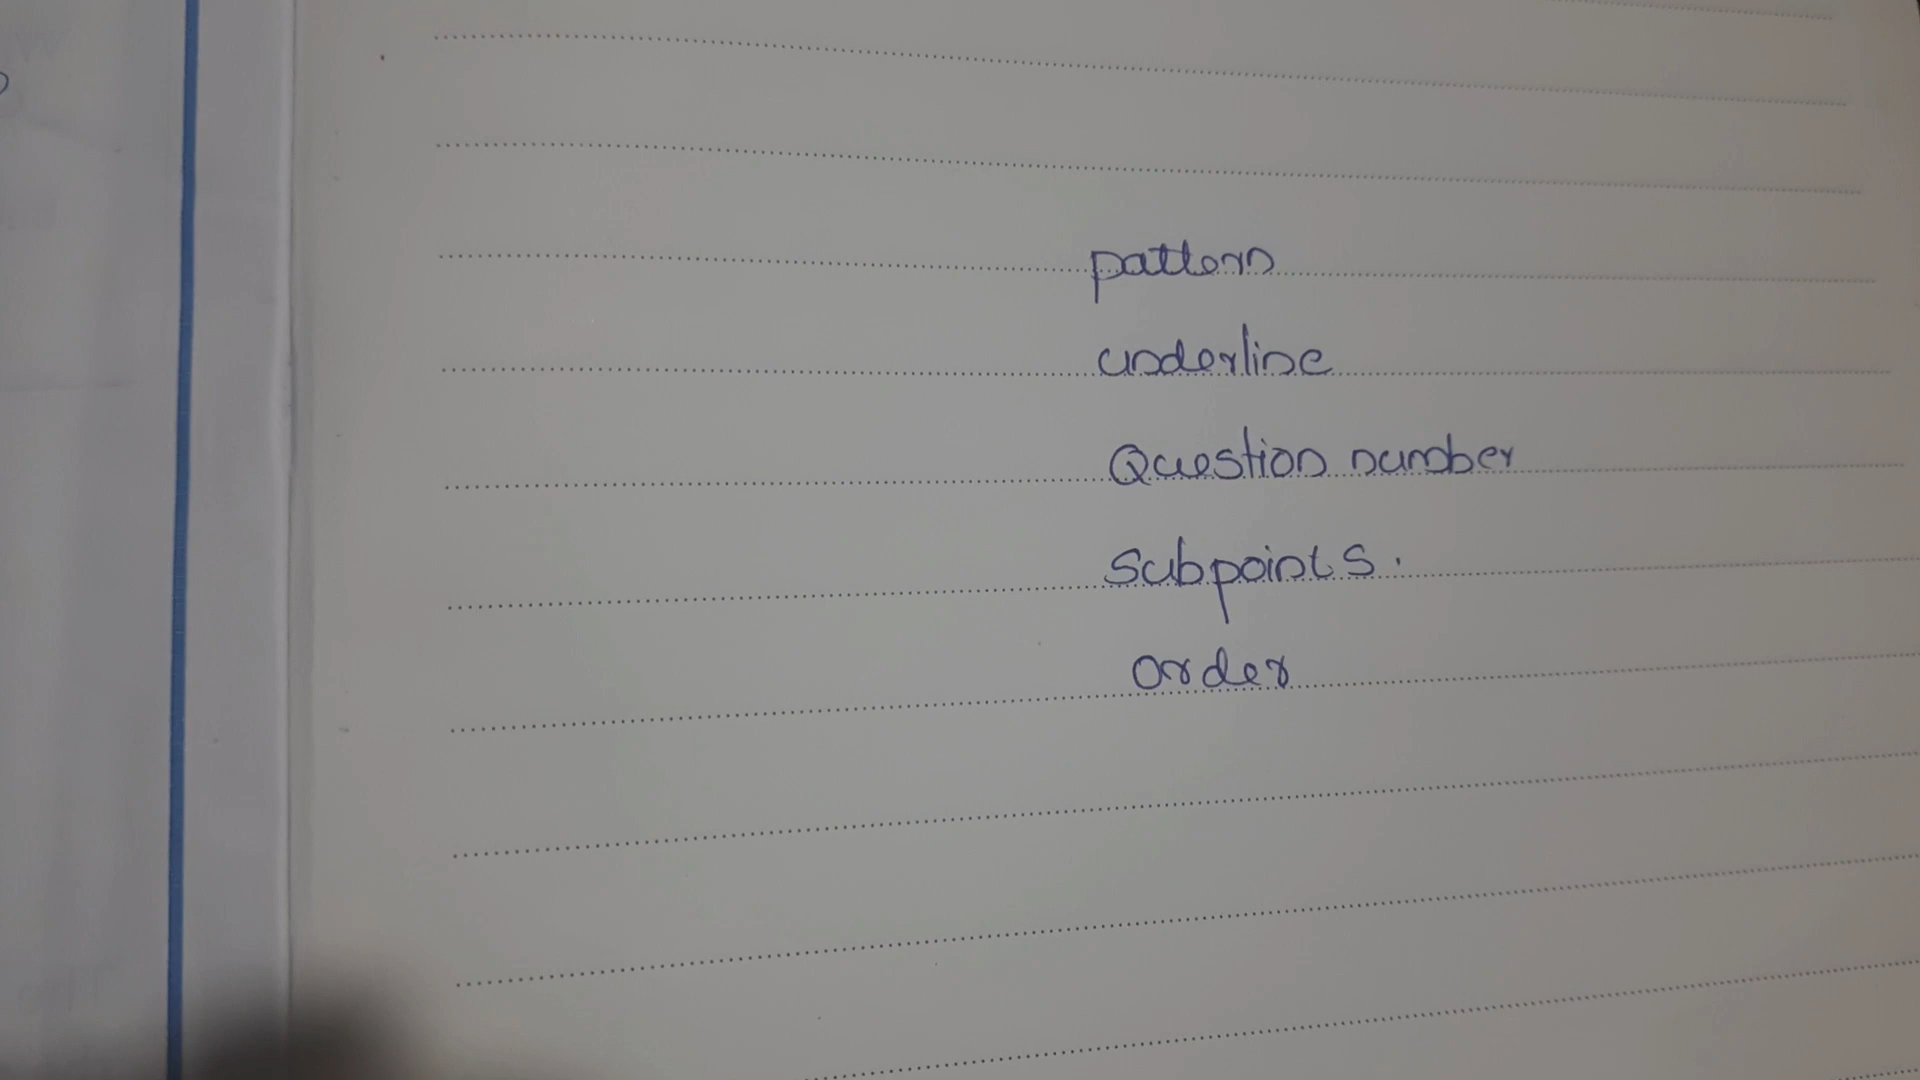 pattern
underline
Question number
Subpoints.
order